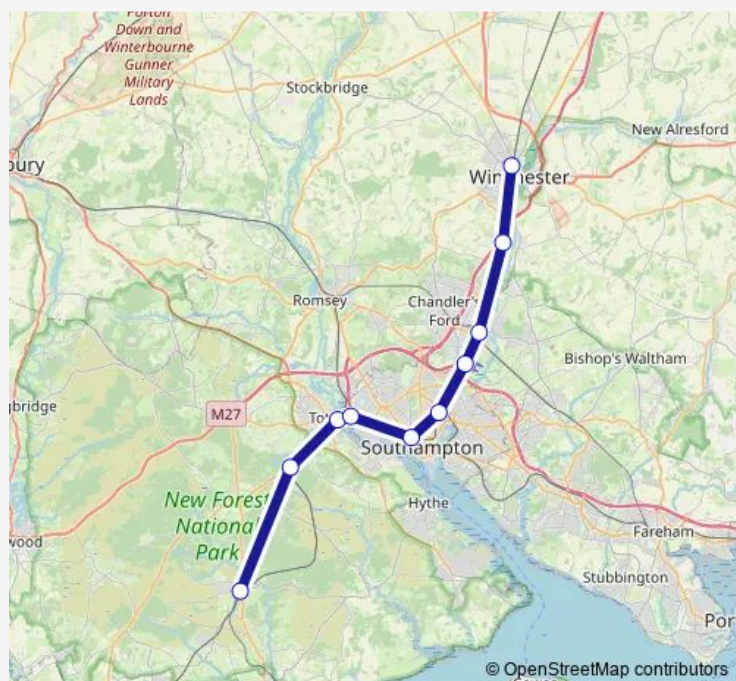 Down and
Winterbourne
Gunner
Military
Lands
Stockbridge
New Alresford
bury
Winchester
Romsey
Chandler's
Ford
Bishop's Waltham
gbridge
M27
Tot
Southampton
New Forest
National
Park
Hythe
wood
Fareham
Stubbington
Por
© OpenStreetMap contributors